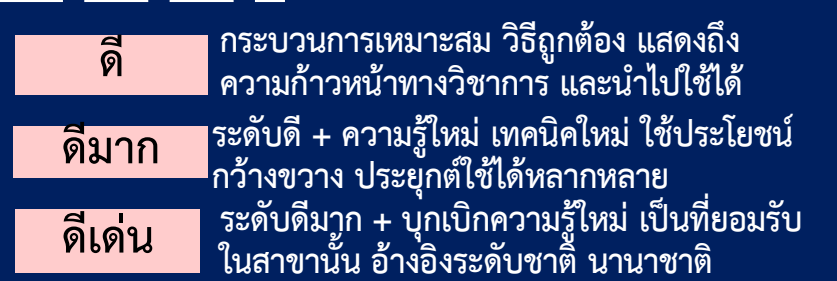 ดี
กระบวนการเหมาะสม วิธีถูกต้อง แสดงถึง
ความก้าวหน้าทางวิชาการ และนำไปใช้ได้
ดีมาก
ระดับดี + ความรู้ใหม่ เทคนิคใหม่ ใช้ประโยชน์
กว้างขวาง ประยุกต์ใช้ได้หลากหลาย
ดีเด่น
ระดับดีมาก + บุกเบิกความรู้ใหม่ เป็นที่ยอมรับ
ในสาขานั้น อ้างอิงระดับชาติ นานาชาติ